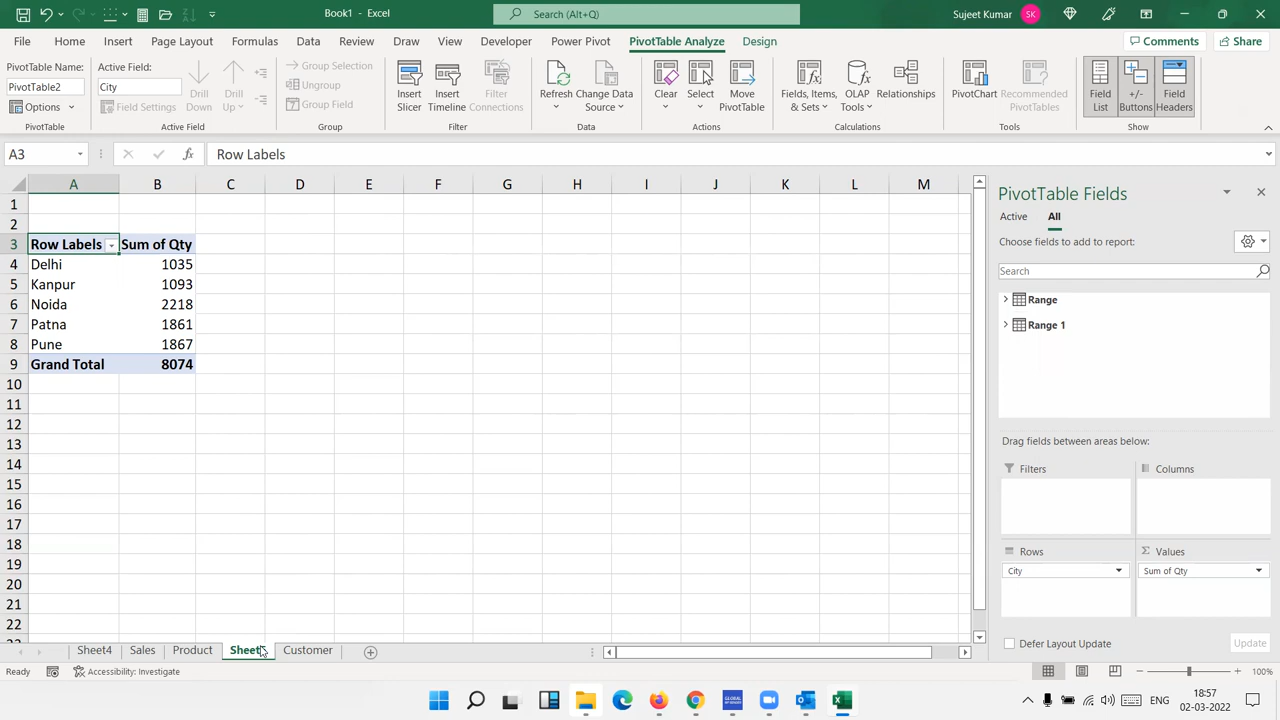 Book1 - Excel
Search (Alt+Q)
Sujeet Kumar
SK
File Home Insert Page Layout Formulas Data Review View Draw Developer Power Pivot PivotTable Analyze Design
Comments
Share
PivotTable Name:
PivotTable2
Options
PivotTable
Active Field:
City
Field Settings
Drill Down
Drill Up
Active Field
Group Selection
Ungroup
Group Field
Group
Insert Slicer
Insert Timeline
Filter Connections
Filter
Refresh
Change Data Source
Data
Clear
Select
Move PivotTable
Actions
Fields, Items, & Sets
OLAP Tools
Relationships
Calculations
PivotChart
Recommended PivotTables
Tools
Field List
+/- Buttons
Field Headers
Show
A3
fx
Row Labels
A B C D E F G H I J K L M
1
2
3 Row Labels Sum of Qty
4 Delhi 1035
5 Kanpur 1093
6 Noida 2218
7 Patna 1861
8 Pune 1867
9 Grand Total 8074
10
11
12
13
14
15
16
17
18
19
20
21
22
PivotTable Fields
Active All
Choose fields to add to report:
Search
Range
Range 1
Drag fields between areas below:
Filters
Columns
Rows
Σ Values
City
Sum of Qty
Defer Layout Update
Update
Sheet4 Sales Product Sheet Customer
Ready
Accessibility: Investigate
100%
ENG
18:57
02-03-2022